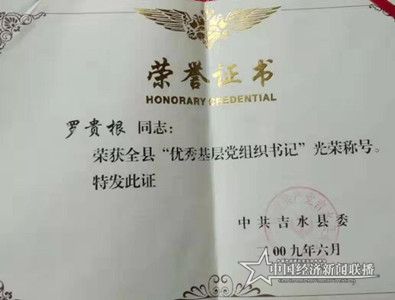 荣誉证书
HONORARY CREDENTIAL
罗贵根 同志:
荣获全县“优秀基层党组织书记”光荣称号。
特发此证
中共吉水县委
00九年六月
中国经济新闻联播